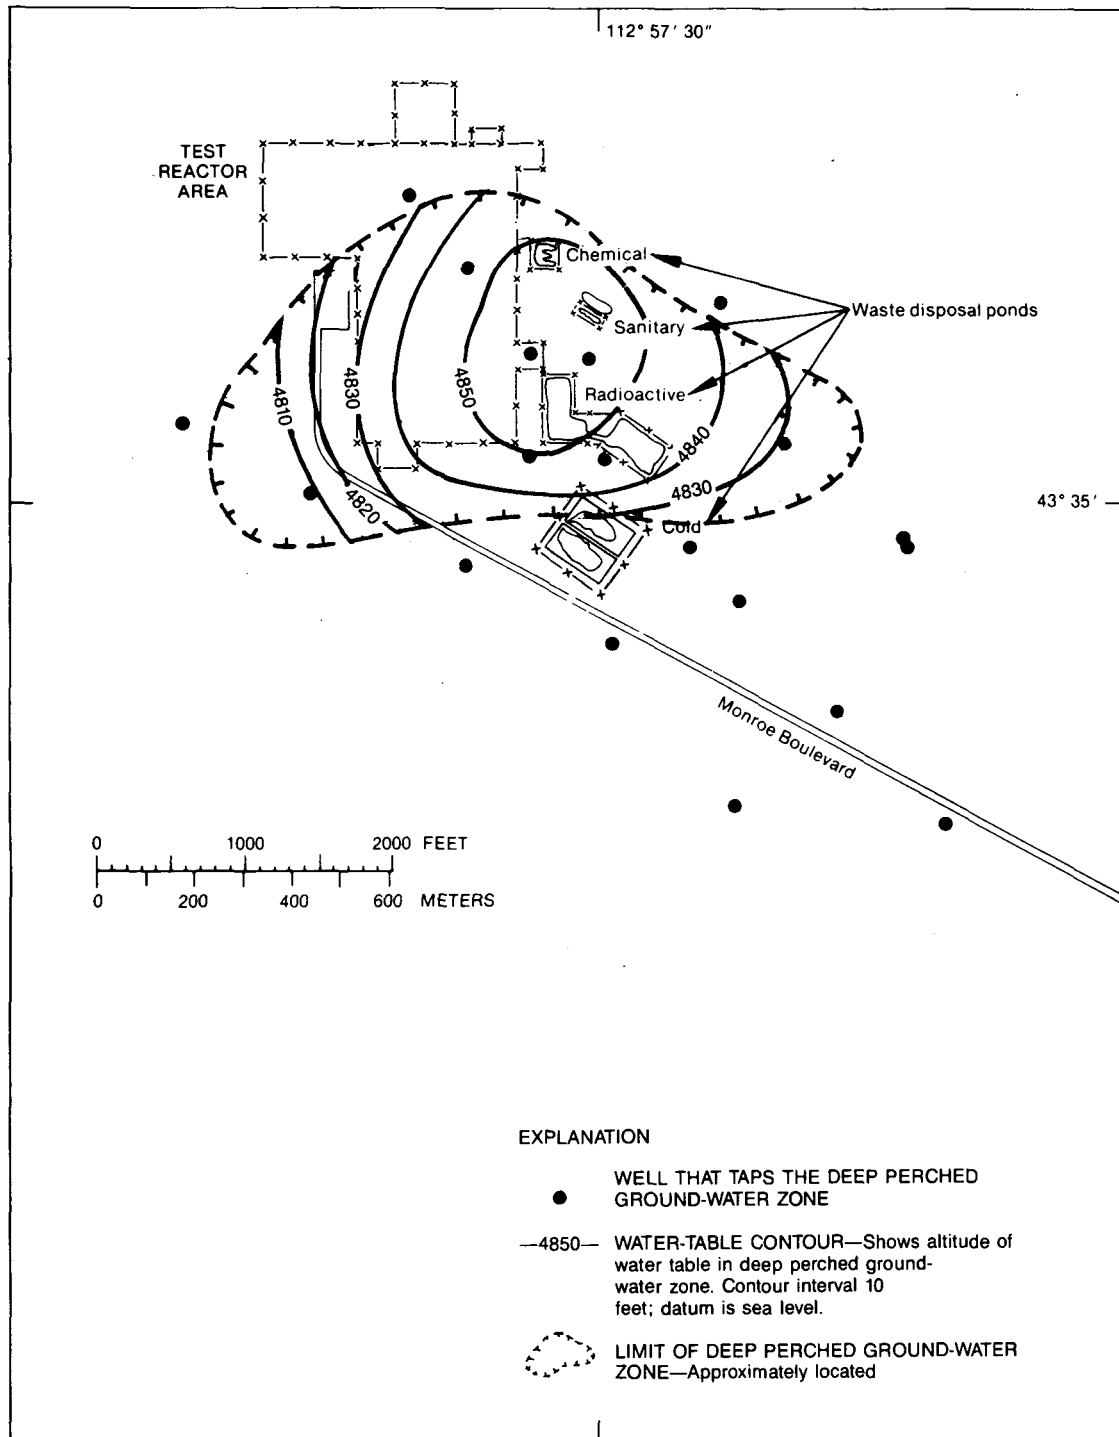 112° 57' 30"
TEST
REACTOR
AREA
Chemical
Waste disposal ponds
Sanitary
Radioactive
4850
4830
4810
4840
4830
4820
43° 35'
Cold
Monroe Boulevard
0 1000 2000 FEET
0 200 400 600 METERS
EXPLANATION
WELL THAT TAPS THE DEEP PERCHED
GROUND-WATER ZONE
—4850— WATER-TABLE CONTOUR—Shows altitude of
water table in deep perched ground-
water zone. Contour interval 10
feet; datum is sea level.
LIMIT OF DEEP PERCHED GROUND-WATER
ZONE—Approximately located